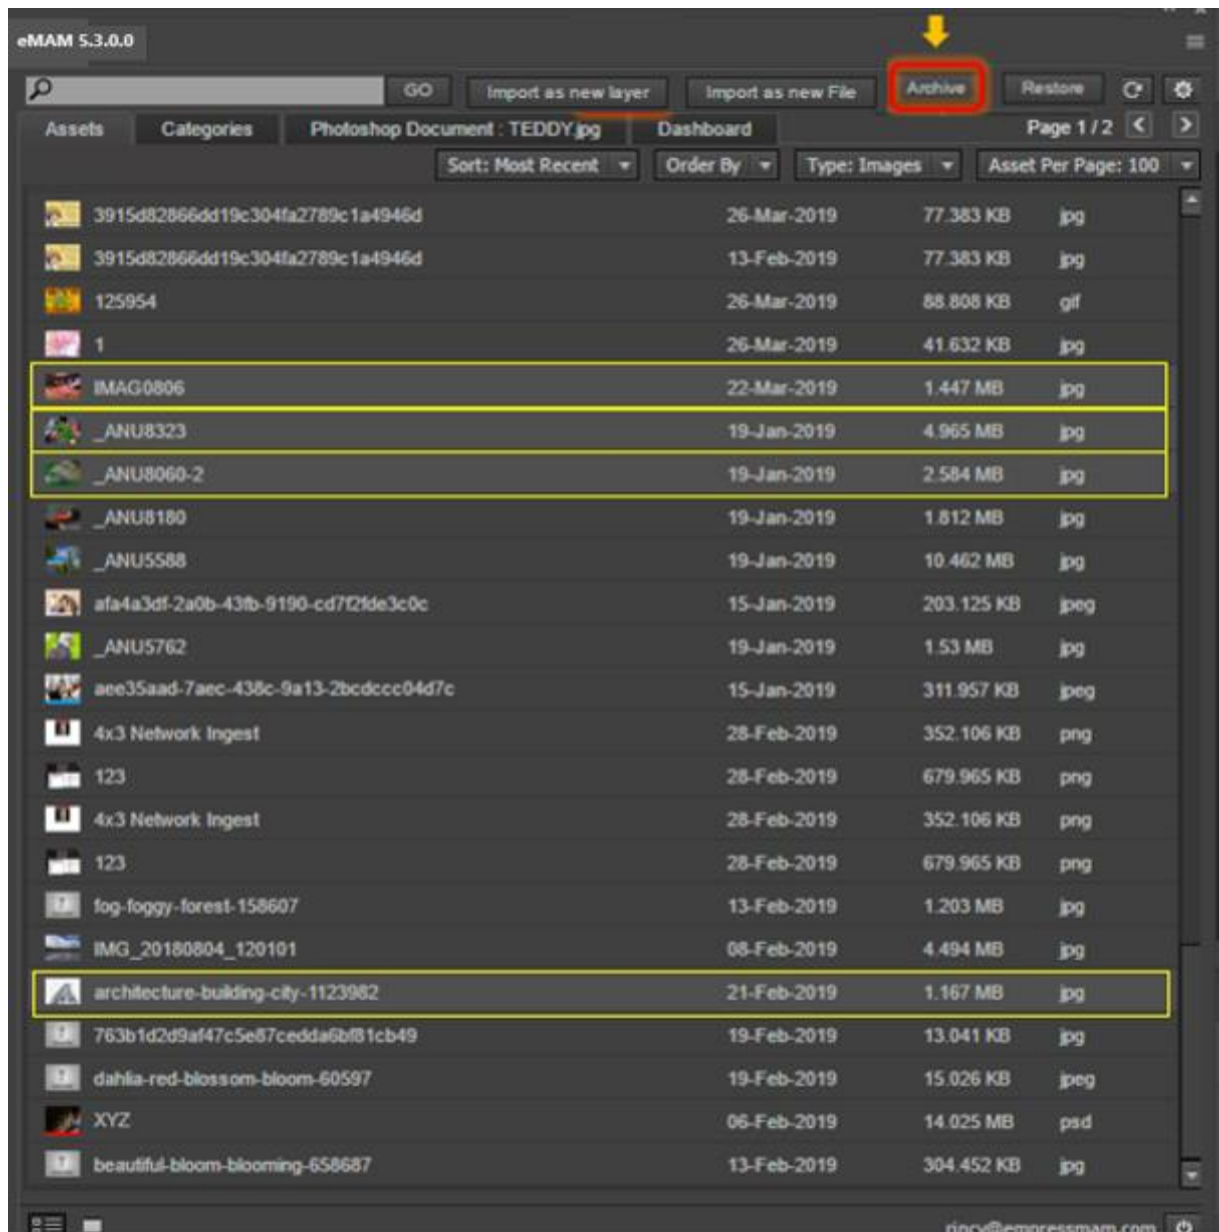 eMAM 5.3.0.0
GO Import as new layer Import as new File Archive Restore
Assets Categories Photoshop Document : TEDDY.jpg Dashboard Page 1 / 2
Sort: Most Recent Order By Type: Images Asset Per Page: 100
3915d82866dd19c304fa2789c1a4946d 26-Mar-2019 77.383 KB jpg
3915d82866dd19c304fa2789c1a4946d 13-Feb-2019 77.383 KB jpg
125954 26-Mar-2019 88.808 KB gif
1 26-Mar-2019 41.632 KB jpg
IMAG0806 22-Mar-2019 1.447 MB jpg
_ANU8323 19-Jan-2019 4.965 MB jpg
_ANU8060-2 19-Jan-2019 2.584 MB jpg
_ANU8180 19-Jan-2019 1.812 MB jpg
_ANU5588 19-Jan-2019 10.462 MB jpg
afa4a3df-2a0b-43fb-9190-cd7f2fde3c0c 15-Jan-2019 203.125 KB jpeg
_ANU5762 19-Jan-2019 1.53 MB jpg
aee35aad-7aec-438c-9a13-2bcdccc04d7c 15-Jan-2019 311.957 KB jpeg
4x3 Network Ingest 28-Feb-2019 352.106 KB png
123 28-Feb-2019 679.965 KB png
4x3 Network Ingest 28-Feb-2019 352.106 KB png
123 28-Feb-2019 679.965 KB png
fog-foggy-forest-158607 13-Feb-2019 1.203 MB jpg
IMG_20180804_120101 08-Feb-2019 4.494 MB jpg
architecture-building-city-1123982 21-Feb-2019 1.167 MB jpg
763b1d2d9af47c5e87cedda6bf81cb49 19-Feb-2019 13.041 KB jpg
dahlia-red-blossom-bloom-60597 19-Feb-2019 15.026 KB jpeg
XYZ 06-Feb-2019 14.025 MB psd
beautiful-bloom-blooming-658687 13-Feb-2019 304.452 KB jpg
rincy@empressmam.com